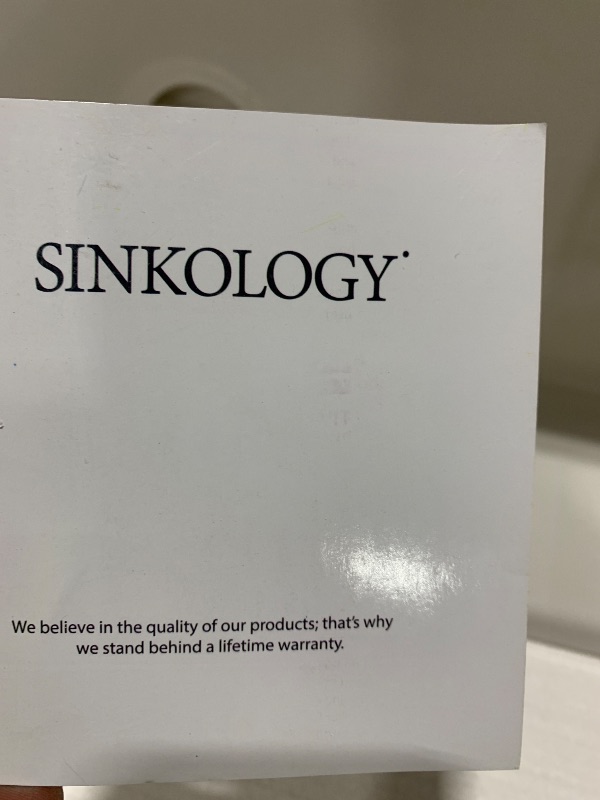 SINKOLOGY
We believe in the quality of our products; that's why
we stand behind a lifetime warranty.